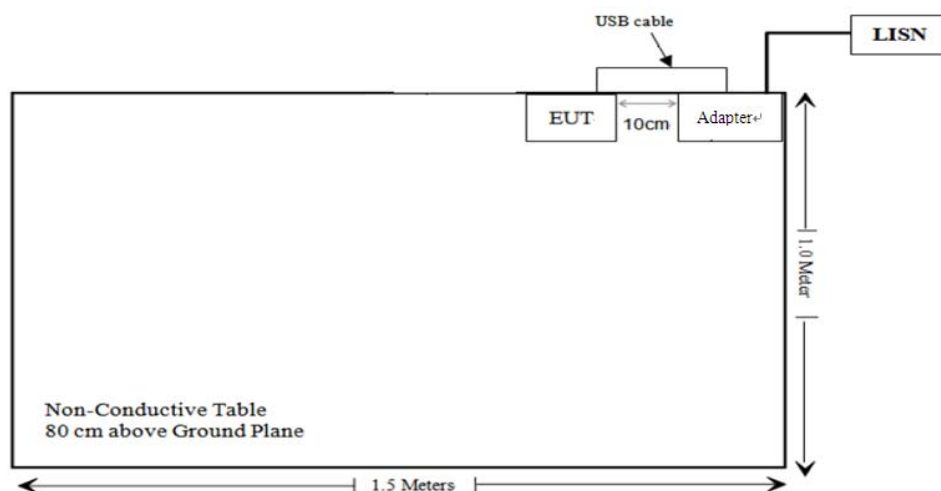 USB cable
LISN
EUT
10cm
Adapter↵
1.0 Meter
Non-Conductive Table
80 cm above Ground Plane
1.5 Meters